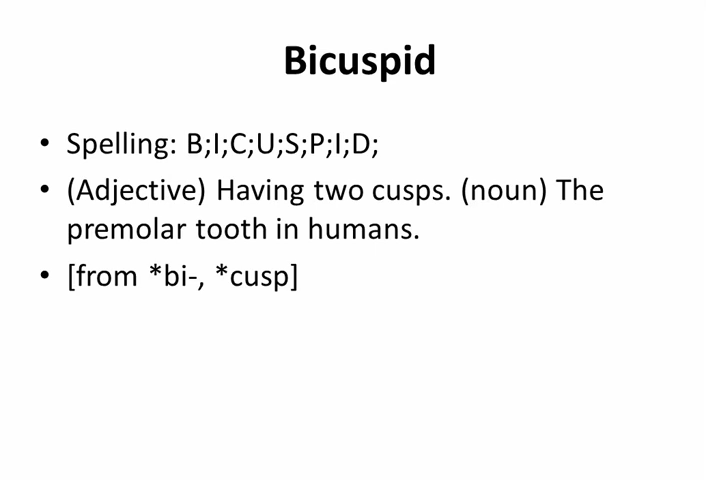 Bicuspid
• Spelling: B;I;C;U;S;P;I;D;
• (Adjective) Having two cusps. (noun) The
premolar tooth in humans.
• [from *bi-, *cusp]